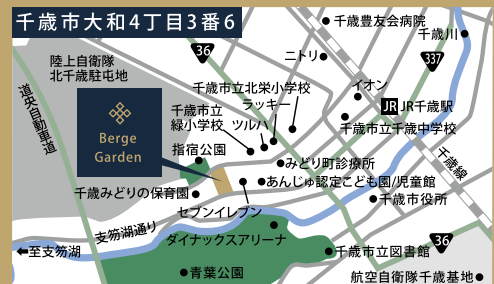 千歳市大和4丁目3番6
36
千歳豊友会病院
千歳川
陸上自衛隊
北千歳駐屯地
ニトリ
337
道央自動車道
千歳市立北栄小学校
イオン
ラッキー
JR JR千歳駅
千歳市立
緑小学校
ツルハ
千歳市立千歳中学校
Berge
Garden
指宿公園
みどり町診療所
千歳線
あんじゅ認定こども園/児童館
千歳みどりの保育園
千歳市役所
セブンイレブン
支笏湖通り
ダイナックスアリーナ
36
←至支笏湖
千歳市立図書館
青葉公園
航空自衛隊千歳基地